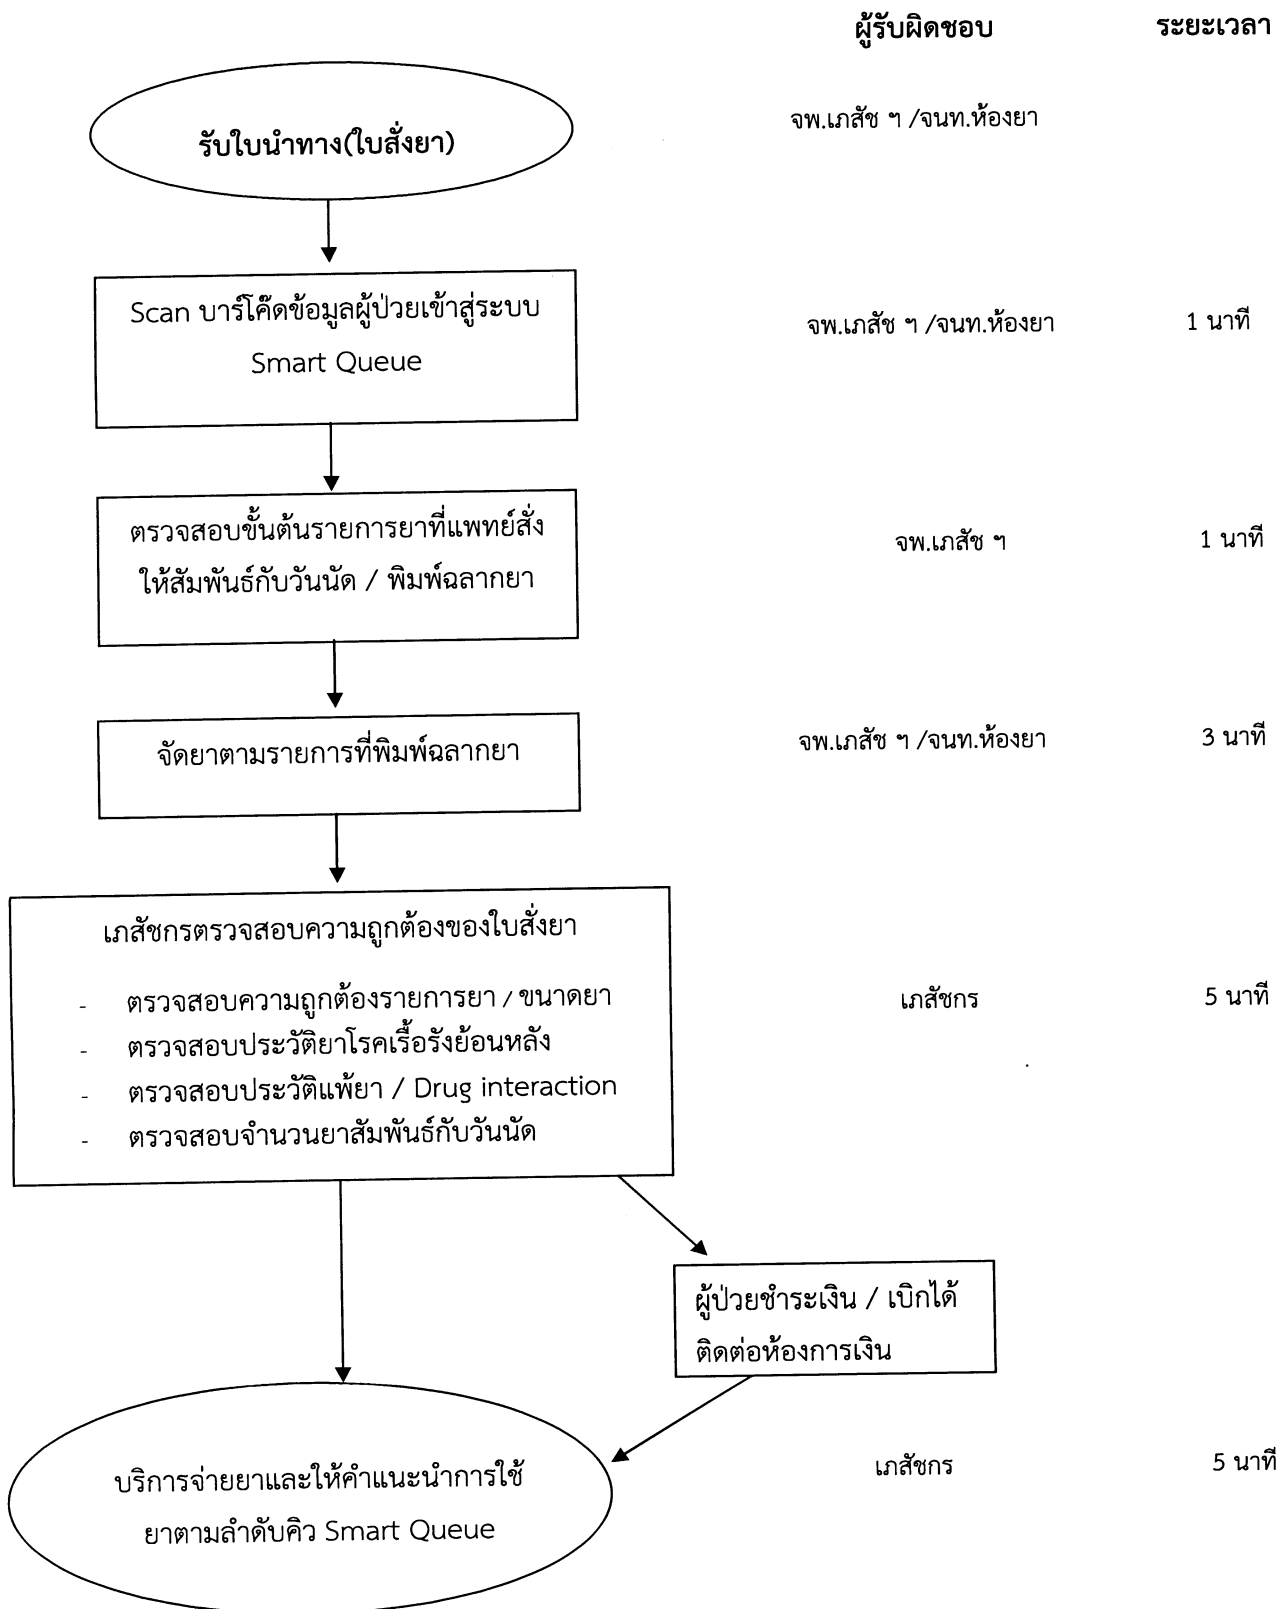 ผู้รับผิดชอบ ระยะเวลา
รับใบนำทาง(ใบสั่งยา)
จพ.เภสัช ฯ /จนท.ห้องยา
Scan บาร์โค๊ดข้อมูลผู้ป่วยเข้าสู่ระบบ
Smart Queue
จพ.เภสัช ฯ /จนท.ห้องยา 1 นาที
ตรวจสอบขั้นต้นรายการยาที่แพทย์สั่ง
ให้สัมพันธ์กับวันนัด / พิมพ์ฉลากยา
จพ.เภสัช ฯ 1 นาที
จัดยาตามรายการที่พิมพ์ฉลากยา
จพ.เภสัช ฯ /จนท.ห้องยา 3 นาที
เภสัชกรตรวจสอบความถูกต้องของใบสั่งยา
- ตรวจสอบความถูกต้องรายการยา / ขนาดยา
- ตรวจสอบประวัติยาโรคเรื้อรังย้อนหลัง
- ตรวจสอบประวัติแพ้ยา / Drug interaction
- ตรวจสอบจำนวนยาสัมพันธ์กับวันนัด
เภสัชกร 5 นาที
ผู้ป่วยชำระเงิน / เบิกได้
ติดต่อห้องการเงิน
บริการจ่ายยาและให้คำแนะนำการใช้
ยาตามลำดับคิว Smart Queue
เภสัชกร 5 นาที